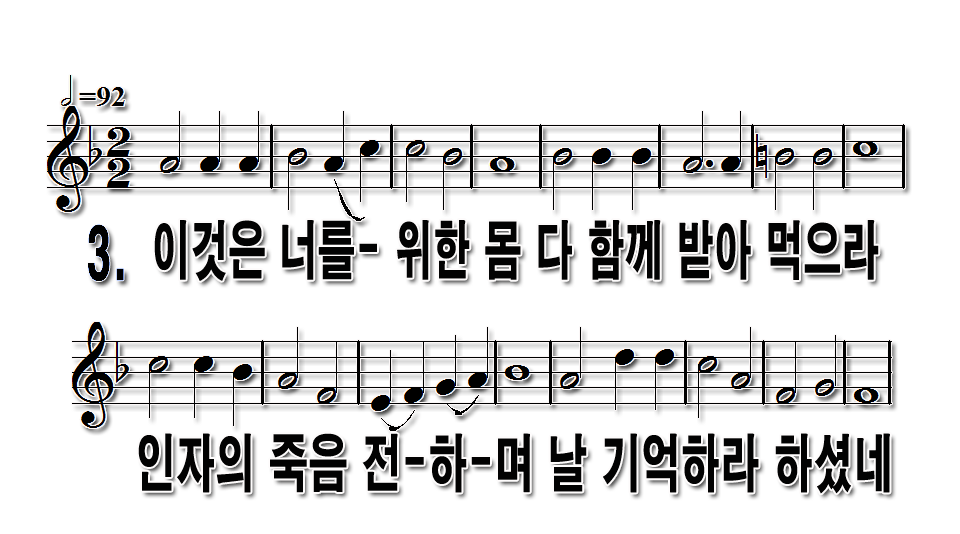 =92
3. 이것은 너를- 위한 몸 다 함께 받아 먹으라
인자의 죽음 전-하-며 날 기억하라 하셨네